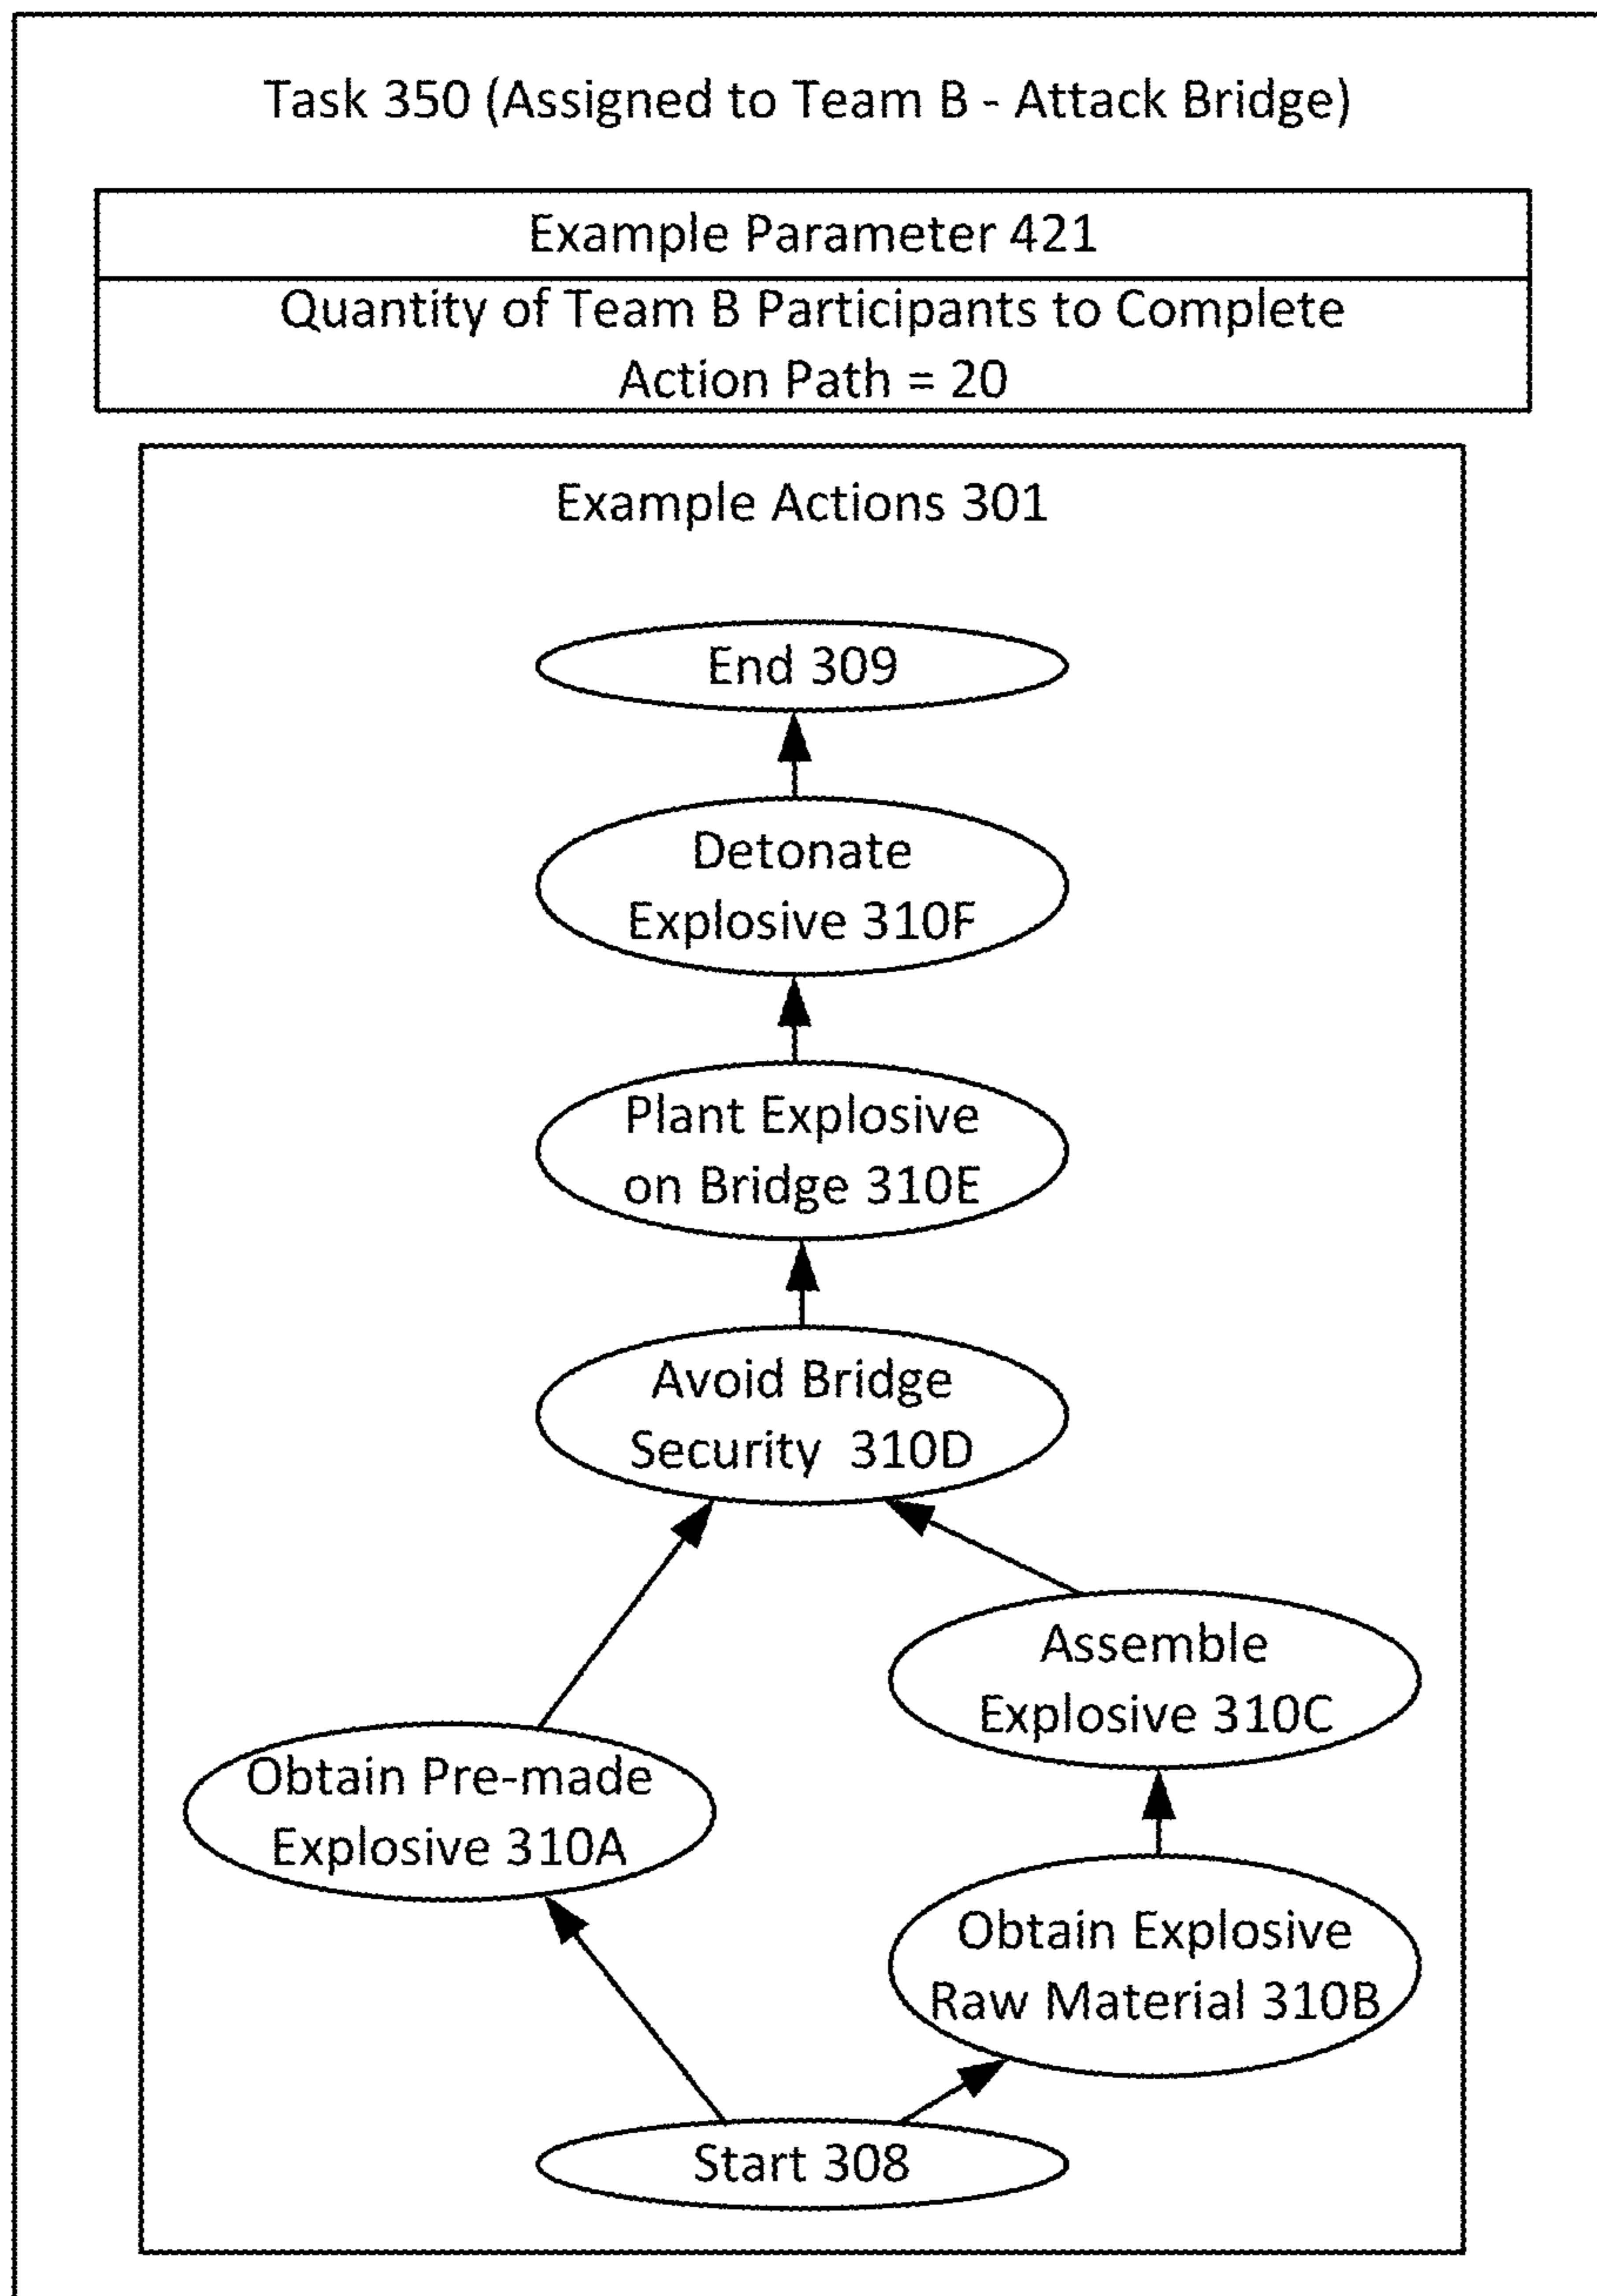 Task 350 (Assigned to Team B - Attack Bridge)
Example Parameter 421
Quantity of Team B Participants to Complete
Action Path = 20
Example Actions 301
End 309
Detonate
Explosive 310F
Plant Explosive
on Bridge 310E
Avoid Bridge
Security 310D
Assemble
Explosive 310C
Obtain Pre-made
Explosive 310A
Obtain Explosive
Raw Material 310B
Start 308